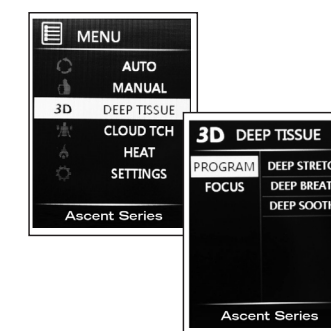 MENU
AUTO
MANUAL
3D DEEP TISSUE
CLOUD TCH
HEAT
SETTINGS
Ascent Series
3D DEEP TISSUE
PROGRAM DEEP STRETC
FOCUS DEEP BREAT
DEEP SOOTH
Ascent Series